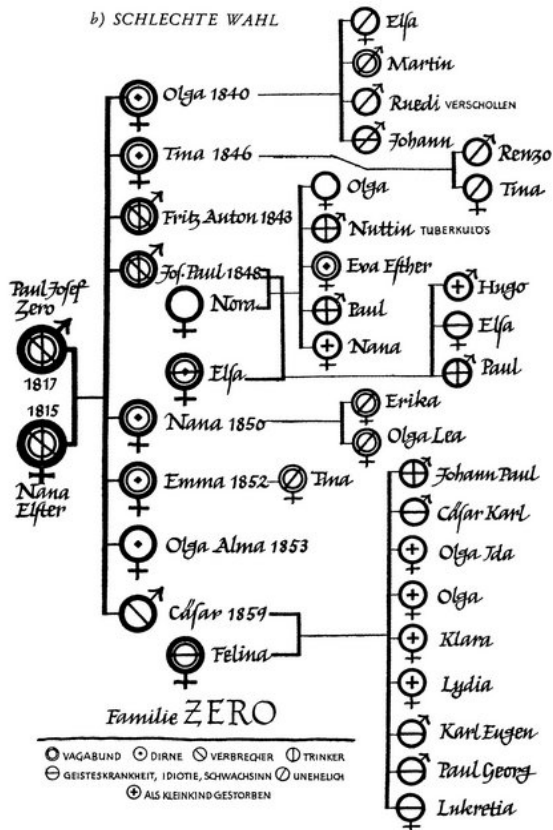 b) SCHLECHTE WAHL
Elsa
Martin
Olga 1840
Ruedi VERSCHOLLEN
Johann
Renzo
Tina 1846
Tina
Olga
Fritz Anton 1843
Nuttin TUBERKULÖS
Jos. Paul 1848
Eva Esther
Hugo
Paul Josef
Zero
Nora
Paul
Elsa
Nana
1817
Elsa
Paul
1815
Nana 1850
Erika
Olga Lea
Nana
Elster
Emma 1852
Tina
Johann Paul
Cäsar Karl
Olga Alma 1853
Olga Ida
Olga
Cäsar 1859
Klara
Felina
Lydia
Familie ZERO
Karl Eugen
VAGABUND DIRNE VERBRECHER TRINKER
Paul Georg
GEISTESKRANKHEIT, IDIOTIE, SCHWACHSINN UNEHELICH
ALS KLEINKIND GESTORBEN
Lukretia